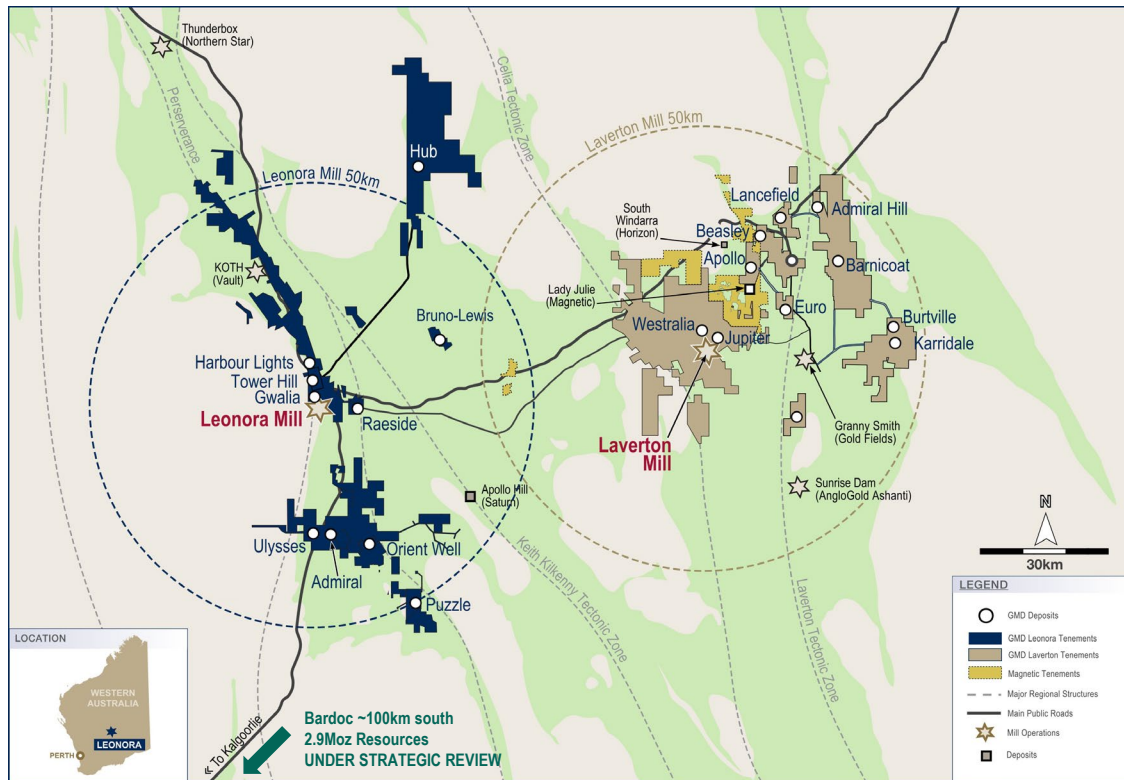 Thunderbox
(Northern Star)
Perseverance
Celia Tectonic Zone
Laverton Mill 50km
Leonora Mill 50km
Hub
Lancefield
Admiral Hill
South
Windarra
(Horizon)
Beasley
Apollo
Barnicoat
KOTH
(Vault)
Lady Julie
(Magnetic)
Euro
Bruno-Lewis
Westralia
Jupiter
Burtville
Karridale
Harbour Lights
Tower Hill
Gwalia
Leonora Mill
Raeside
Laverton
Mill
Granny Smith
(Gold Fields)
Sunrise Dam
(AngloGold Ashanti)
Apollo Hill
(Saturn)
Ulysses
Admiral
Orient Well
Puzzle
Keith Kilkenny Tectonic Zone
Laverton Tectonic Zone
N
30km
LEGEND
GMD Deposits
GMD Leonora Tenements
GMD Laverton Tenements
Magnetic Tenements
Major Regional Structures
Main Public Roads
Mill Operations
Deposits
LOCATION
WESTERN
AUSTRALIA
LEONORA
PERTH
<< To Kalgoorlie
Bardoc ~100km south
2.9Moz Resources
UNDER STRATEGIC REVIEW